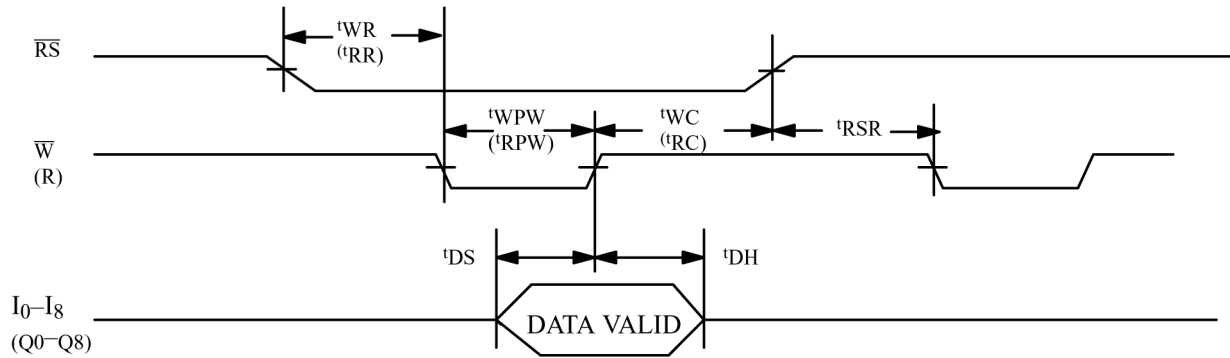 tWR
(tRR)
RS
tWPW
(tRPW)
tWC
(tRC)
tRSR
W
(R)
tDS
tDH
I0–I8
(Q0–Q8)
DATA VALID